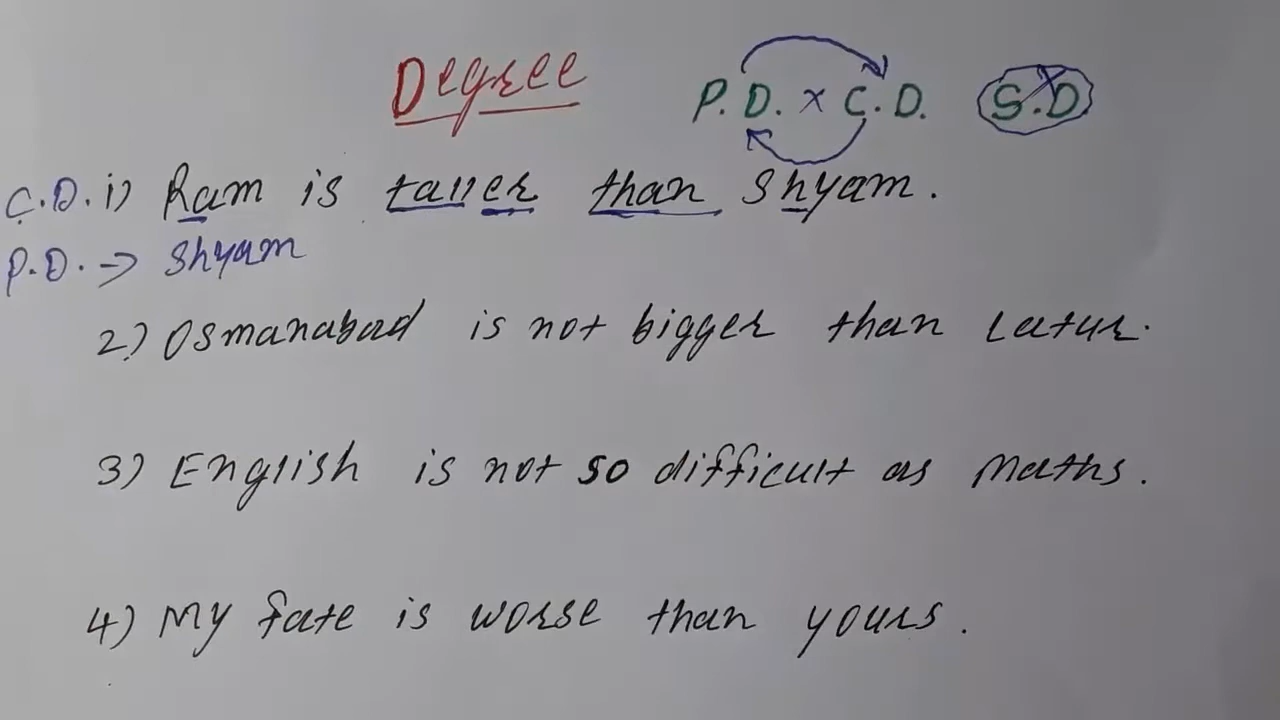 Degree
P.D. x C.D. S.D
C.D. 1) Ram is taller than Shyam.
P.D. -> Shyam
2) Osmanabad is not bigger than Latur.
3) English is not so difficult as Maths.
4) My fate is worse than yours.